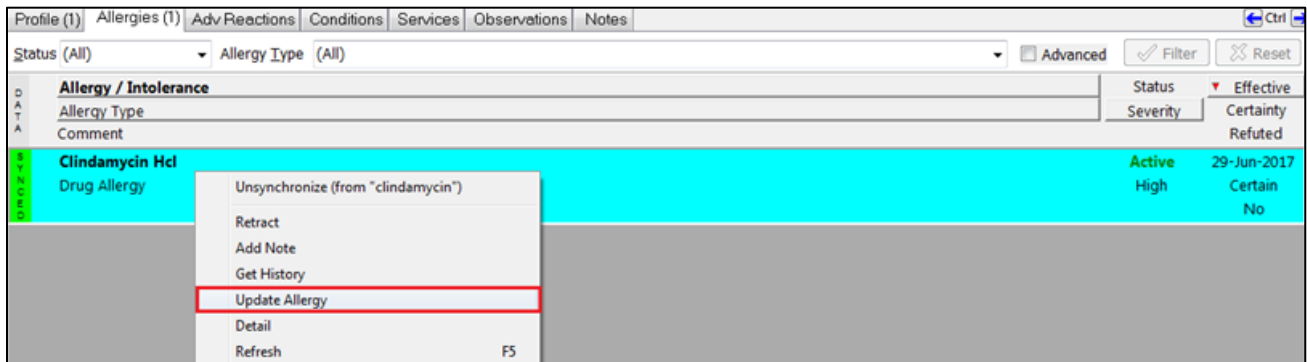 Profile (1) Allergies (1) Adv Reactions Conditions Services Observations Notes Ctrl
Status (All) Allergy Type (All) Advanced Filter Reset
DATA
Allergy / Intolerance Status Effective
Allergy Type Severity Certainty
Comment Refuted
SYNCED
Clindamycin Hcl Active 29-Jun-2017
Drug Allergy High Certain
No
Unsynchronize (from "clindamycin")
Retract
Add Note
Get History
Update Allergy
Detail
Refresh F5